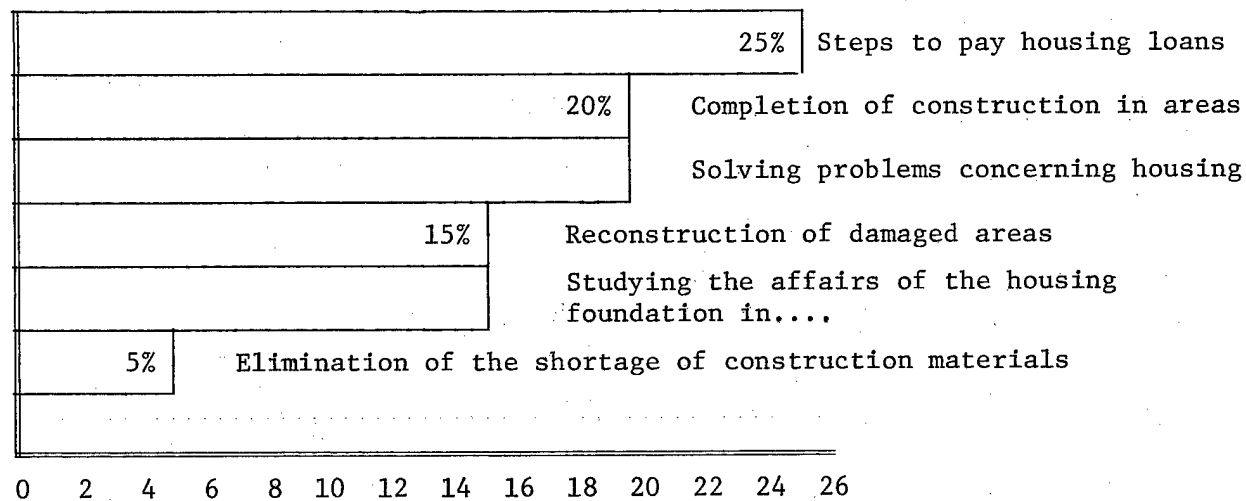 25% Steps to pay housing loans
20% Completion of construction in areas
Solving problems concerning housing
15% Reconstruction of damaged areas
Studying the affairs of the housing
foundation in....
5% Elimination of the shortage of construction materials
0 2 4 6 8 10 12 14 16 18 20 22 24 26